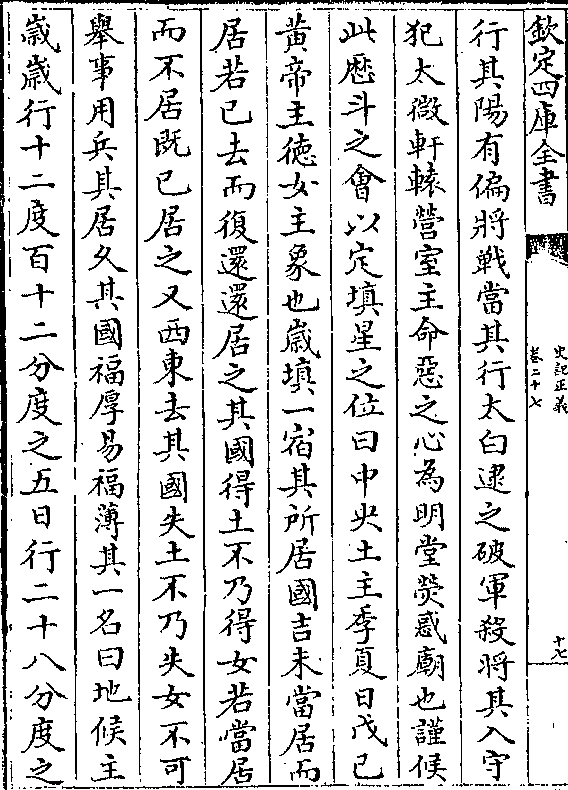 欽定四庫全書
史記正義
卷二十七
十七
行其陽有偏將戰當其行太白逮之破軍殺將其入守
犯太微軒轅營室主命惡之心為明堂熒惑廟也謹候
此歷斗之會以定填星之位曰中央土主季夏日戊己
黃帝主德女主象也歲填一宿其所居國吉未當居而
居若已去而復還還居之其國得土不乃得女若當居
而不居既已居之又西東去其國失土不乃失女不可
舉事用兵其居久其國福厚易福薄其一名曰地候主
歲歲行十二度百十二分度之五日行二十八分度之